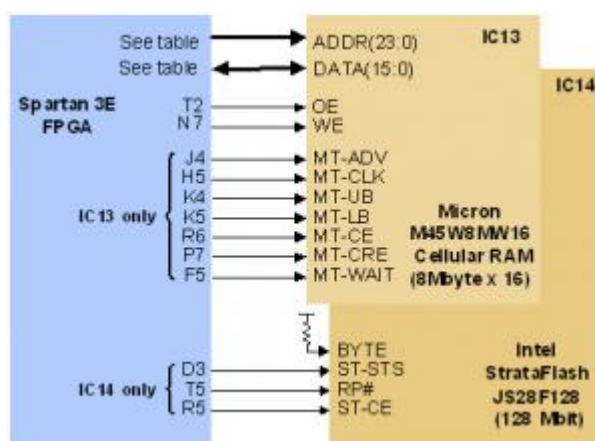 See table ADDR(23:0) IC13
See table DATA(15:0)
IC14
Spartan 3E
FPGA
T2 OE
N7 WE
J4 MT-ADV
H5 MT-CLK
K4 MT-UB
K5 MT-LB
R6 MT-CE
P7 MT-CRE
F5 MT-WAIT
IC13 only
Micron
M45W8MW16
Cellular RAM
(8Mbyte x 16)
BYTE
D3 ST-STS
T5 RP#
R5 ST-CE
IC14 only
Intel
StrataFlash
JS28F128
(128 Mbit)